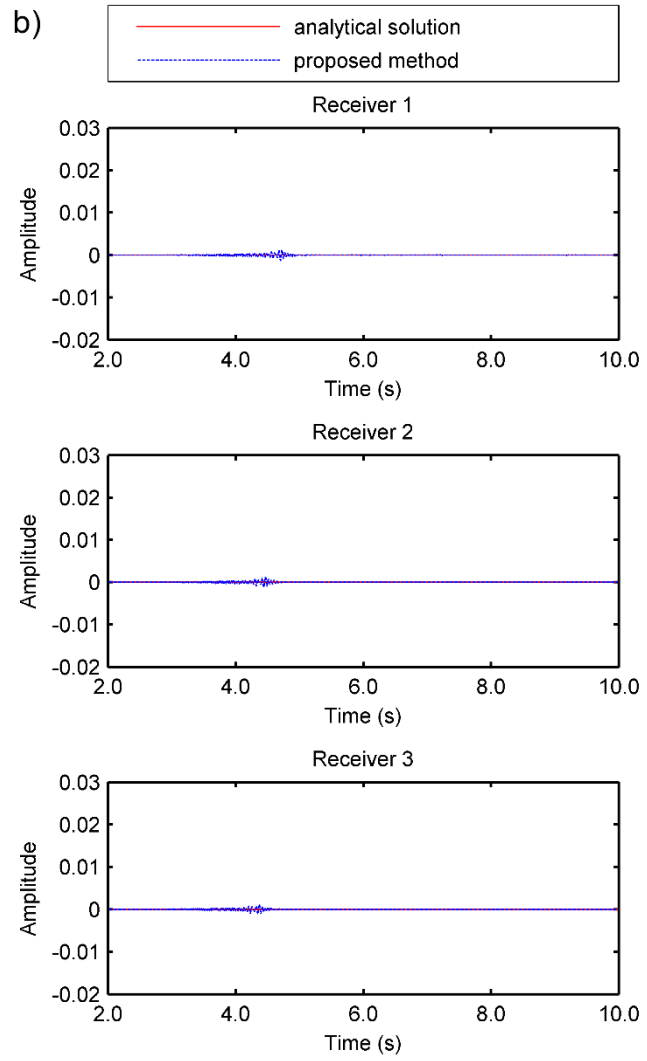 b)
analytical solution
proposed method
Receiver 1
0.03
0.02
0.01
0
-0.01
-0.02
Amplitude
2.0 4.0 6.0 8.0 10.0
Time (s)
Receiver 2
0.03
0.02
0.01
0
-0.01
-0.02
Amplitude
2.0 4.0 6.0 8.0 10.0
Time (s)
Receiver 3
0.03
0.02
0.01
0
-0.01
-0.02
Amplitude
2.0 4.0 6.0 8.0 10.0
Time (s)